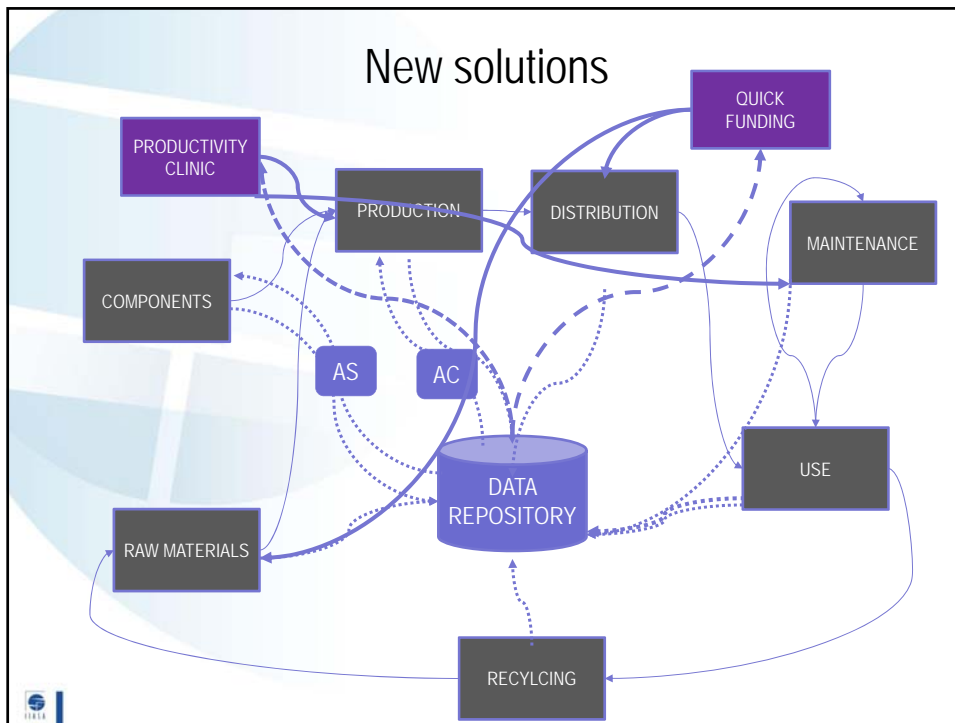 New solutions
QUICK
FUNDING
PRODUCTIVITY
CLINIC
PRODUCTION
DISTRIBUTION
MAINTENANCE
COMPONENTS
AS
AC
USE
DATA
REPOSITORY
RAW MATERIALS
RECYLCING
IIASA